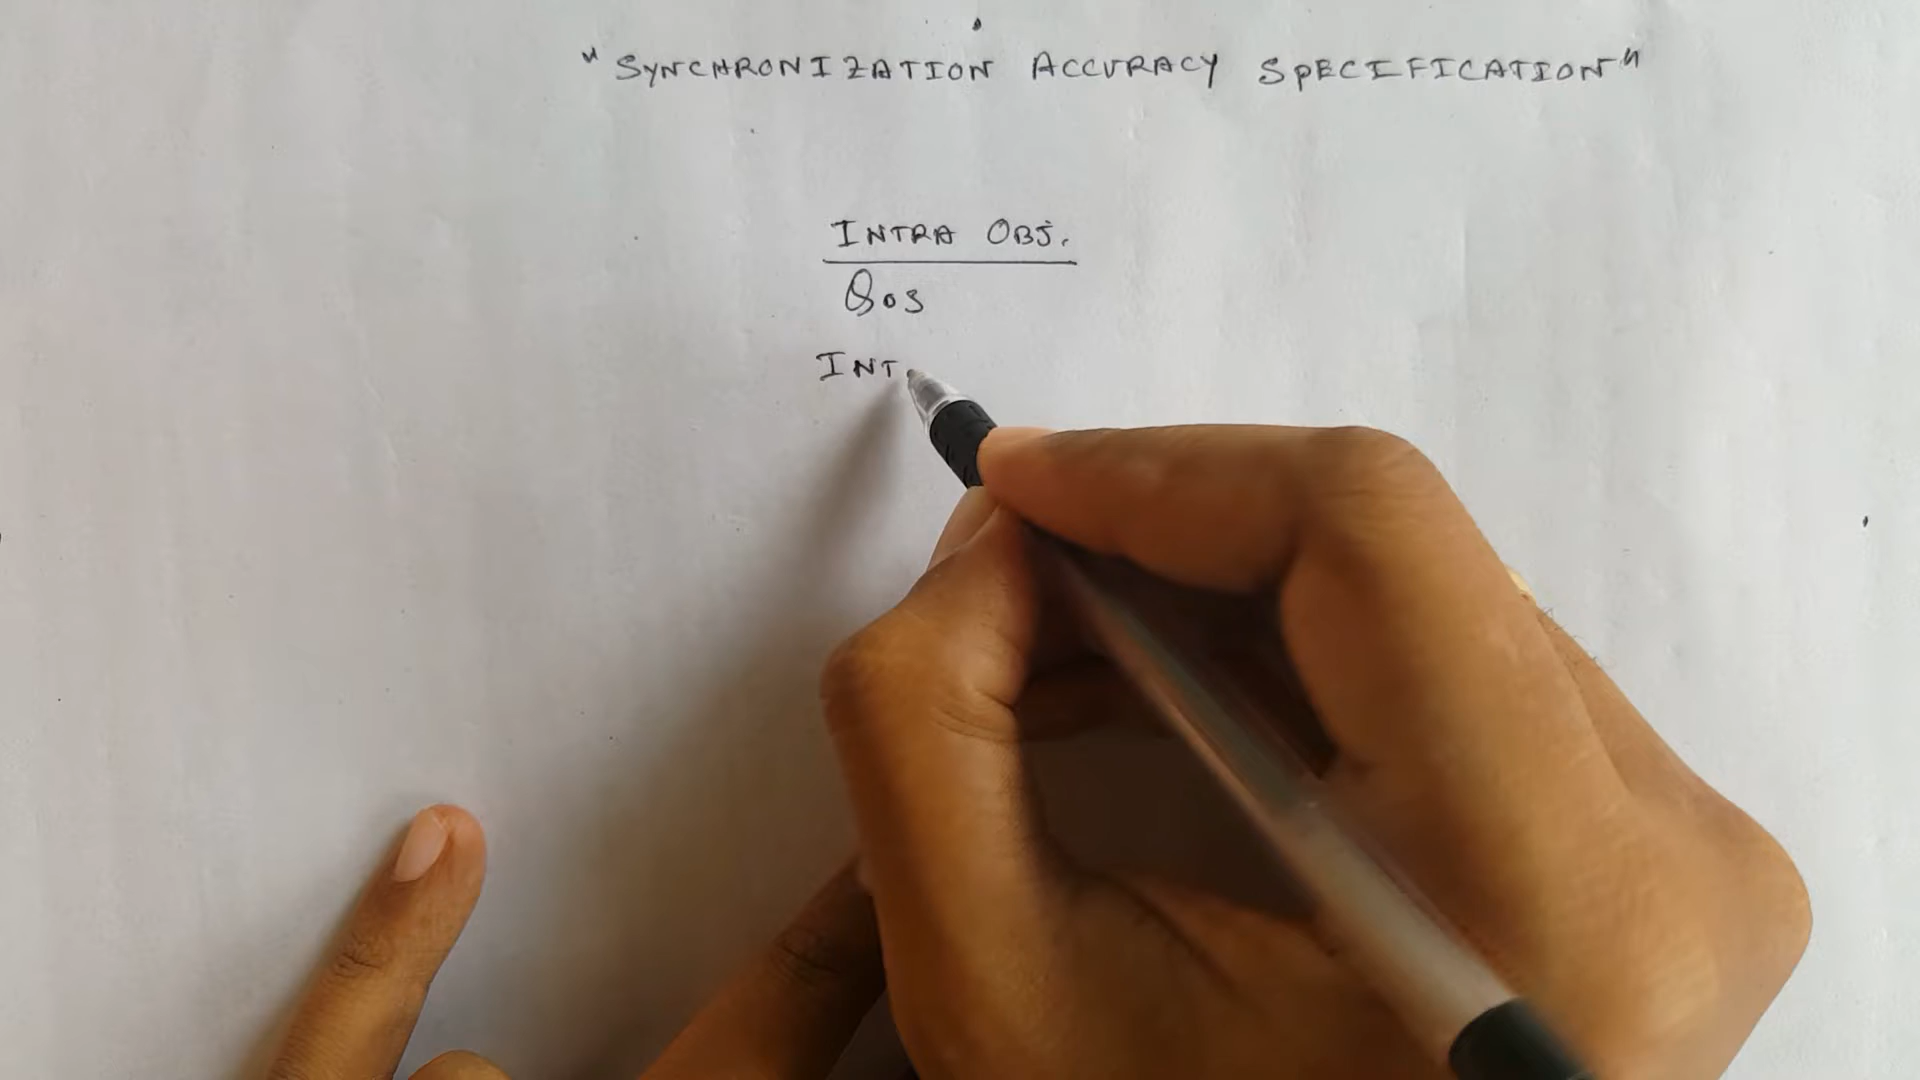 "SYNCHRONIZATION ACCURACY SPECIFICATION"
INTRA OBJ.
QOS
INT